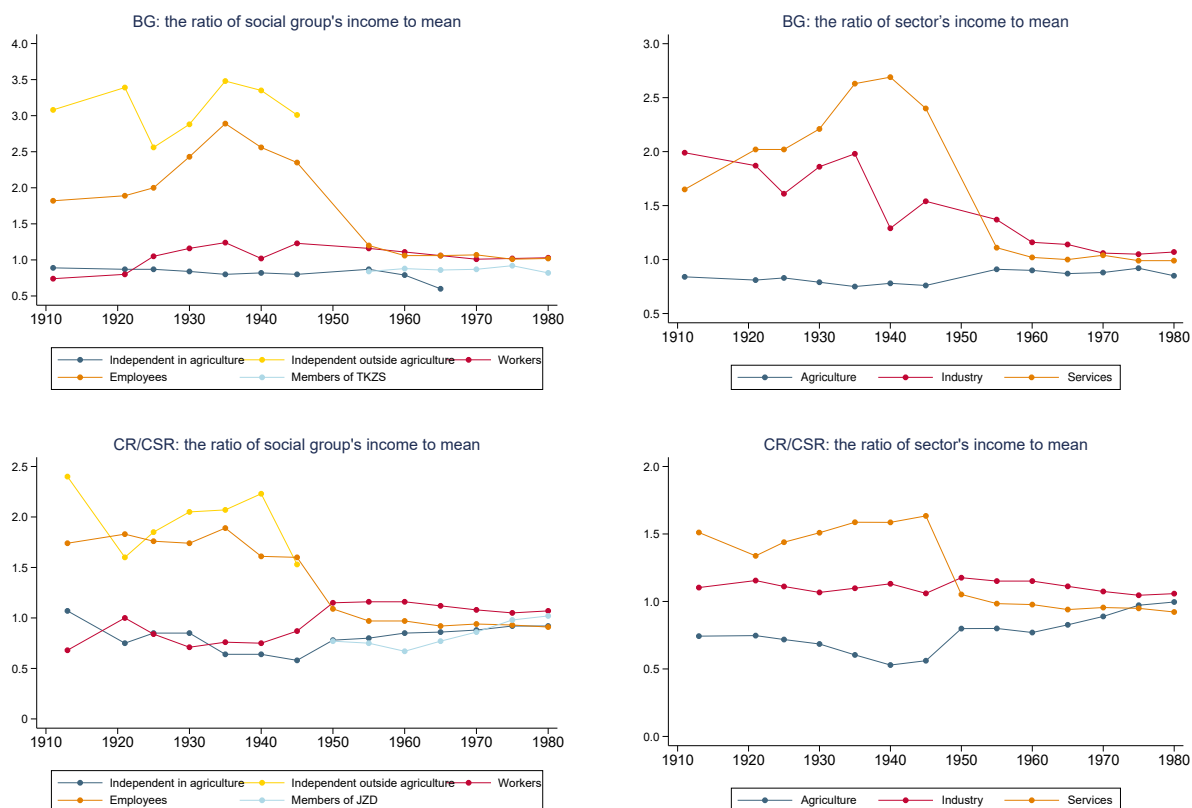 BG: the ratio of social group's income to mean
4.0
3.5
3.0
2.5
2.0
1.5
1.0
0.5
1910 1920 1930 1940 1950 1960 1970 1980
Independent in agriculture Independent outside agriculture Workers
Employees Members of TKZS
BG: the ratio of sector’s income to mean
3.0
2.5
2.0
1.5
1.0
0.5
1910 1920 1930 1940 1950 1960 1970 1980
Agriculture Industry Services
CR/CSR: the ratio of social group's income to mean
2.5
2.0
1.5
1.0
0.5
0
1910 1920 1930 1940 1950 1960 1970 1980
Independent in agriculture Independent outside agriculture Workers
Employees Members of JZD
CR/CSR: the ratio of sector's income to mean
2.0
1.5
1.0
0.5
0.0
1910 1920 1930 1940 1950 1960 1970 1980
Agriculture Industry Services